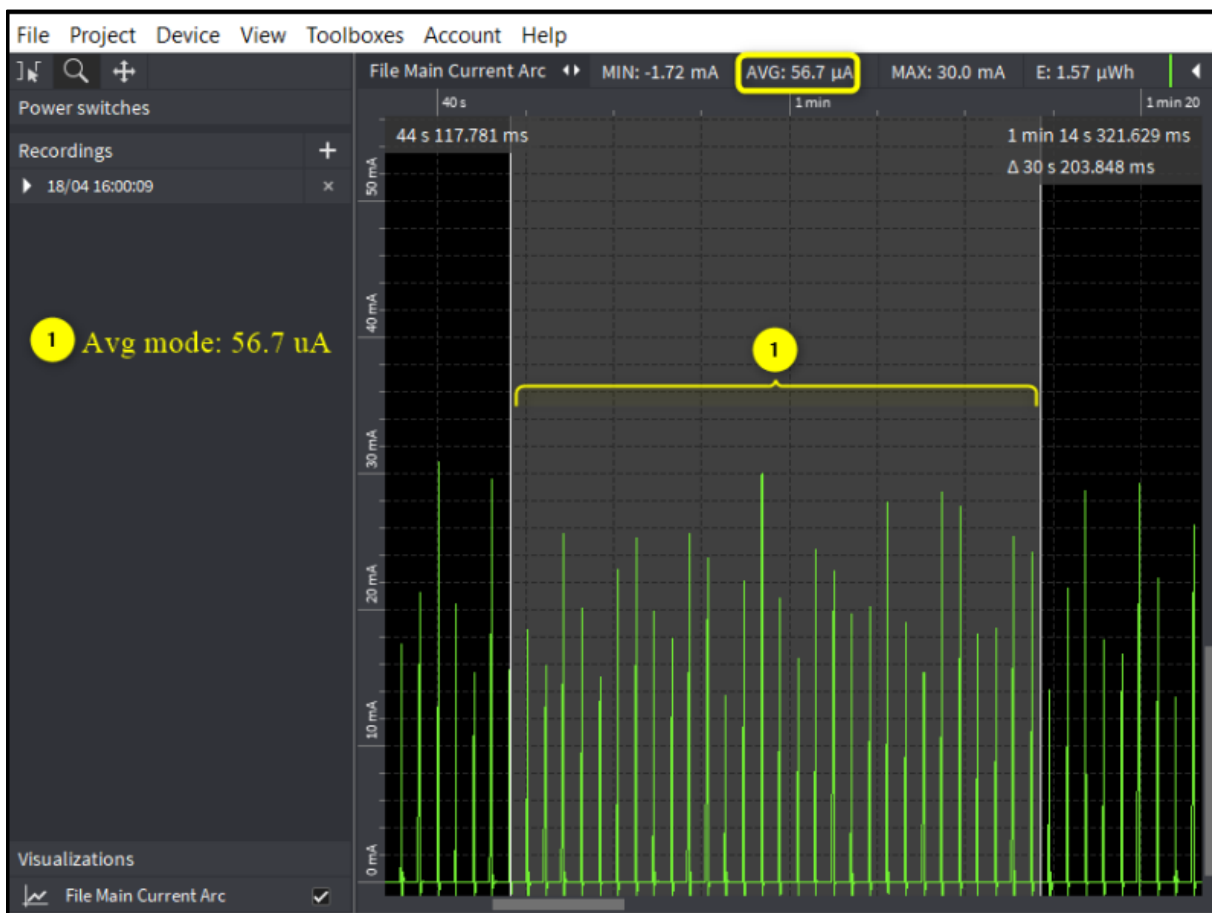 File Project Device View Toolboxes Account Help
File Main Current Arc MIN: -1.72 mA AVG: 56.7 µA MAX: 30.0 mA E: 1.57 µWh
Power switches
40 s 1 min 1 min 20
44 s 117.781 ms 1 min 14 s 321.629 ms
Δ 30 s 203.848 ms
Recordings +
18/04 16:00:09 ×
50 mA
40 mA
1 Avg mode: 56.7 uA
1
30 mA
20 mA
10 mA
0 mA
Visualizations
File Main Current Arc